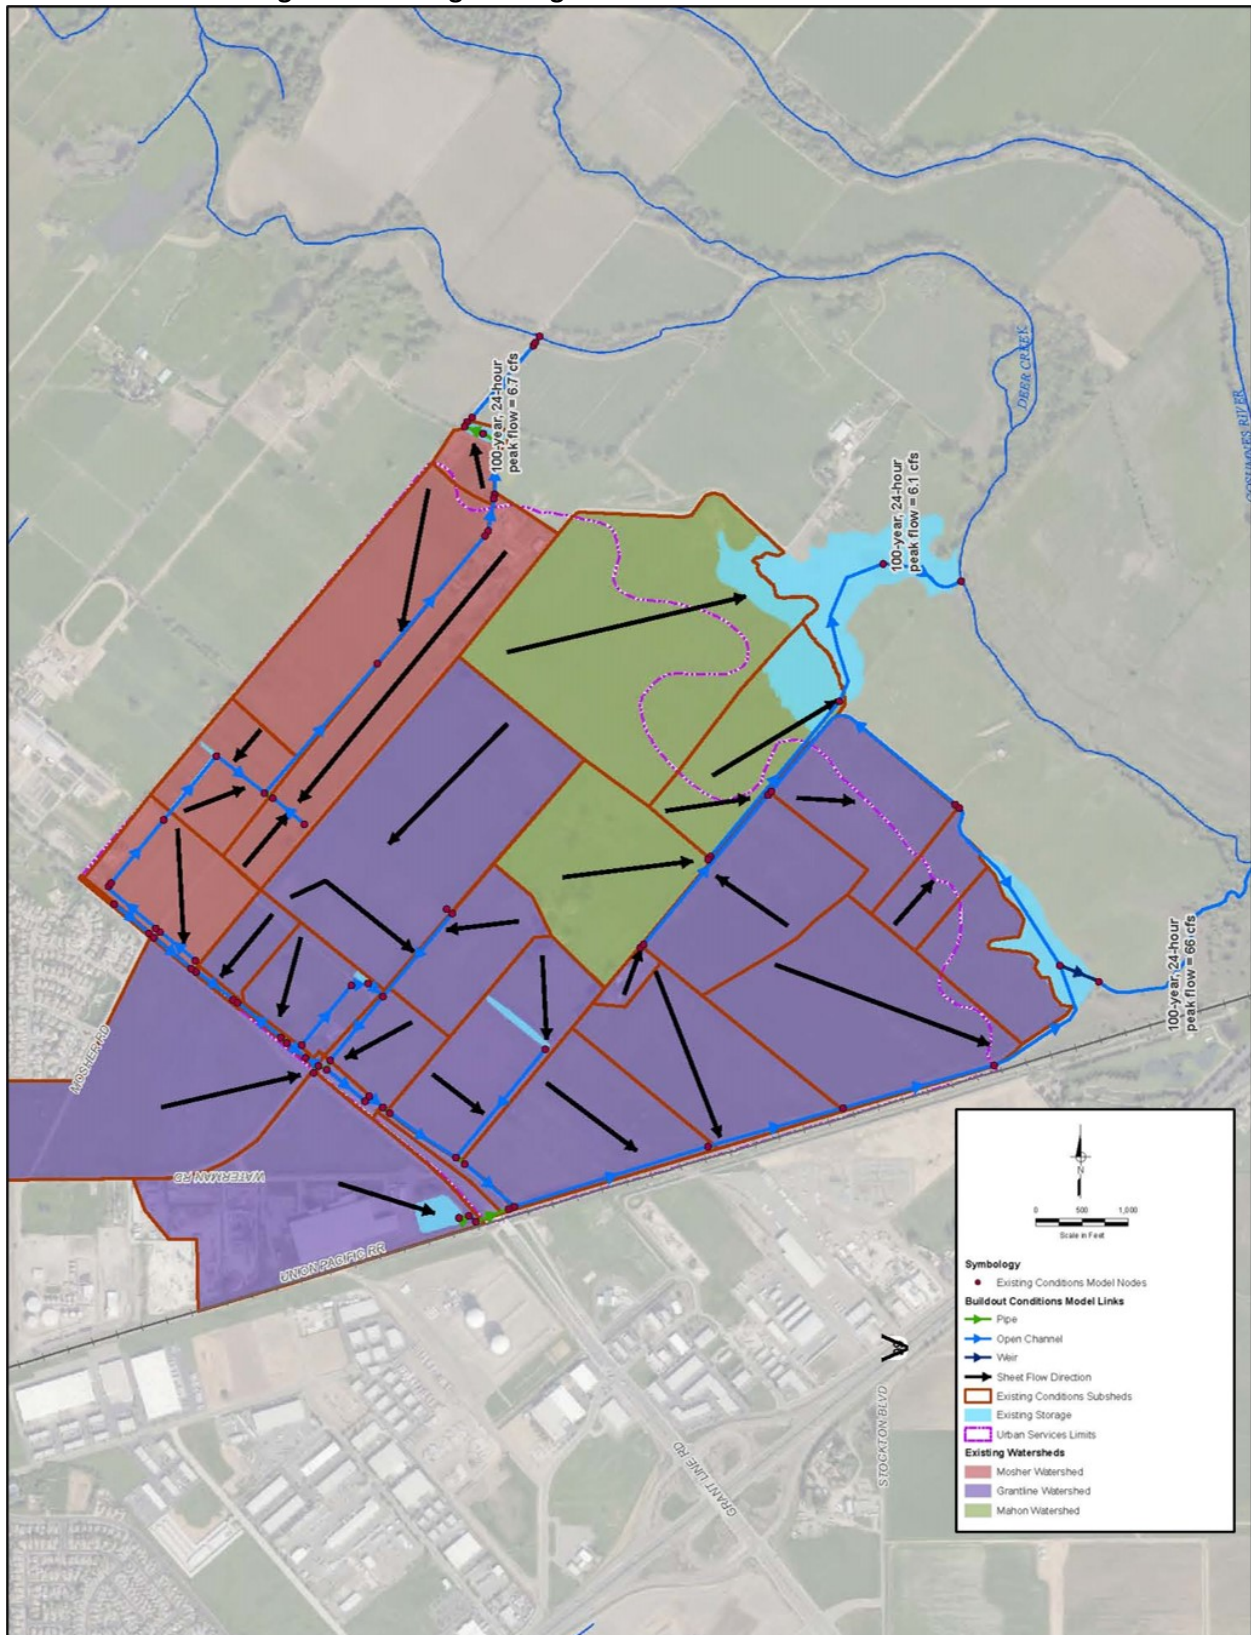 100-year, 24-hour
peak flow = 6.7 cfs
DEER CREEK
100-year, 24-hour
peak flow = 6.1 cfs
COSUMNES RIVER
100-year, 24-hour
peak flow = 66 cfs
MOSHER RD
WATERMAN RD
UNION PACIFIC RR
GRANT LINE RD
STOCKTON BLVD
N
0 500 1,000
Scale in Feet
Symbology
Existing Conditions Model Nodes
Buildout Conditions Model Links
Pipe
Open Channel
Weir
Sheet Flow Direction
Existing Conditions Subsheds
Existing Storage
Urban Services Limits
Existing Watersheds
Mosher Watershed
Grantline Watershed
Mahon Watershed